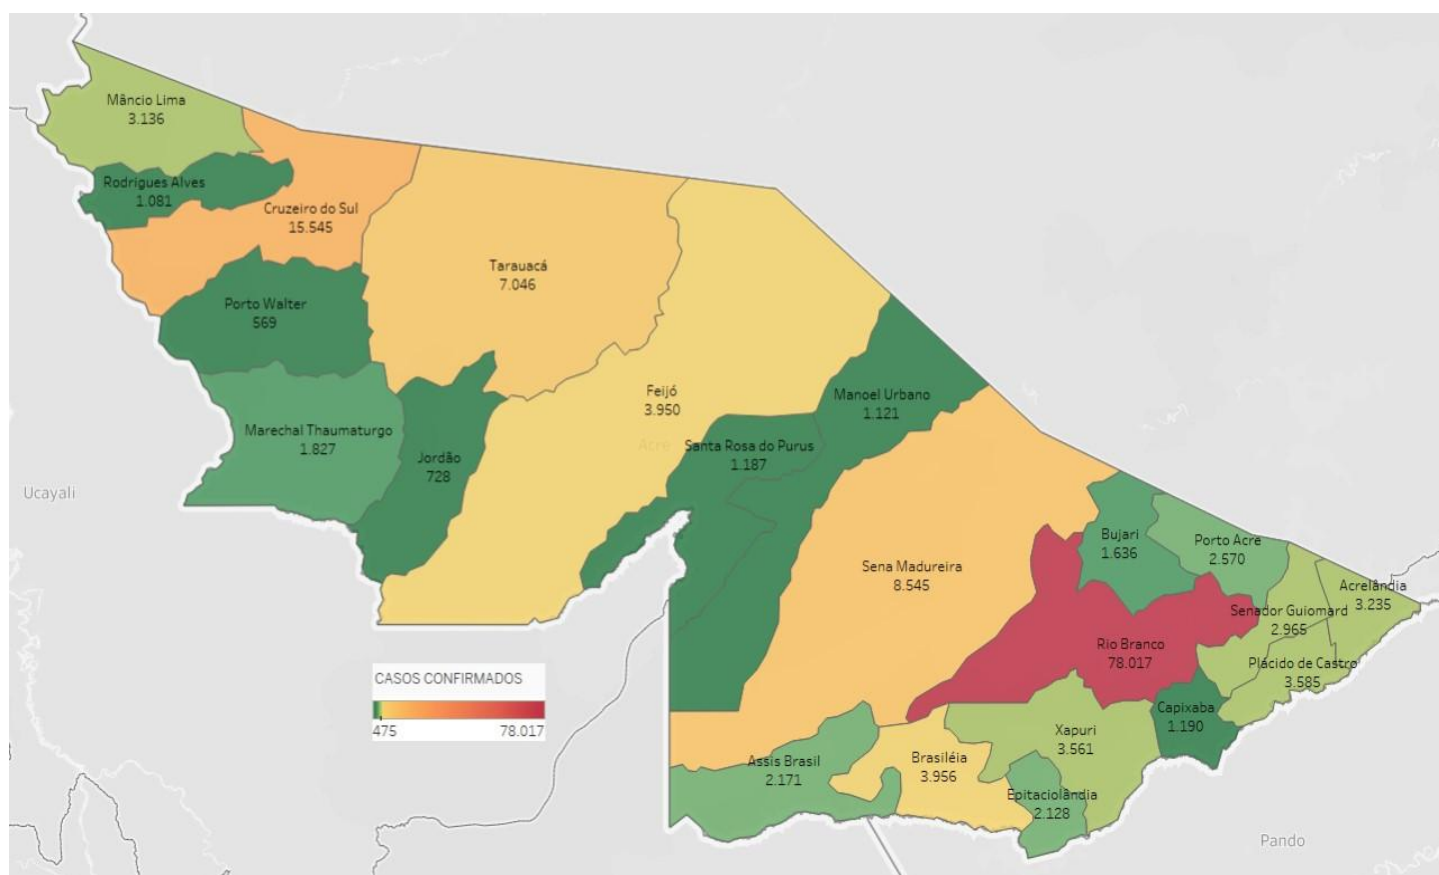 Mâncio Lima
3.136
Rodrigues Alves
1.081
Cruzeiro do Sul
15.545
Tarauacá
7.046
Porto Walter
569
Feijó
3.950
Acre
Manoel Urbano
1.121
Marechal Thaumaturgo
1.827
Jordão
728
Santa Rosa do Purus
1.187
Ucayali
Sena Madureira
8.545
Bujari
1.636
Porto Acre
2.570
Acrelândia
3.235
Senador Guiomard
2.965
Rio Branco
78.017
Plácido de Castro
3.585
CASOS CONFIRMADOS
475
78.017
Capixaba
1.190
Xapuri
3.561
Assis Brasil
2.171
Brasiléia
3.956
Epitaciolândia
2.128
Pando